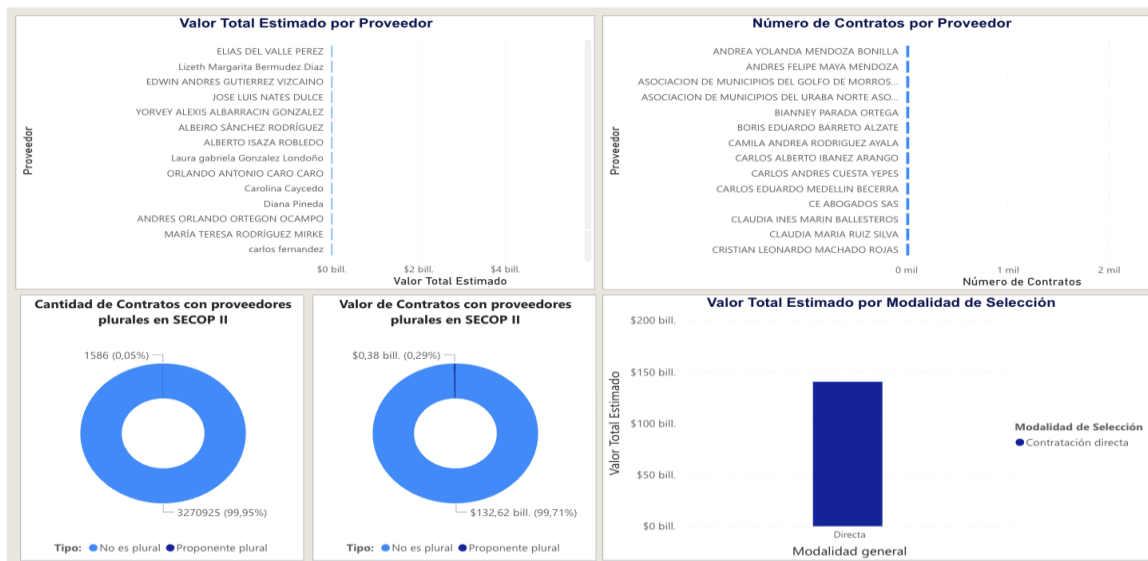 Valor Total Estimado por Proveedor
Proveedor
ELIAS DEL VALLE PEREZ
Lizeth Margarita Bermudez Diaz
EDWIN ANDRES GUTIERREZ VIZCAINO
JOSE LUIS NATES DULCE
YORVEY ALEXIS ALBARRACIN GONZALEZ
ALBEIRO SÁNCHEZ RODRÍGUEZ
ALBERTO ISAZA ROBLEDO
Laura gabriela Gonzalez Londoño
ORLANDO ANTONIO CARO CARO
Carolina Caycedo
Diana Pineda
ANDRES ORLANDO ORTEGON OCAMPO
MARÍA TERESA RODRÍGUEZ MIRKE
carlos fernandez
$0 bill. $2 bill. $4 bill.
Valor Total Estimado
Número de Contratos por Proveedor
Proveedor
ANDREA YOLANDA MENDOZA BONILLA
ANDRES FELIPE MAYA MENDOZA
ASOCIACION DE MUNICIPIOS DEL GOLFO DE MORROS...
ASOCIACION DE MUNICIPIOS DEL URABA NORTE ASO...
BIANNEY PARADA ORTEGA
BORIS EDUARDO BARRETO ALZATE
CAMILA ANDREA RODRIGUEZ AYALA
CARLOS ALBERTO IBANEZ ARANGO
CARLOS ANDRES CUESTA YEPES
CARLOS EDUARDO MEDELLIN BECERRA
CE ABOGADOS SAS
CLAUDIA INES MARIN BALLESTEROS
CLAUDIA MARIA RUIZ SILVA
CRISTIAN LEONARDO MACHADO ROJAS
0 mil 1 mil 2 mil
Número de Contratos
Cantidad de Contratos con proveedores
plurales en SECOP II
1586 (0,05%)
3270925 (99,95%)
Tipo: No es plural Proponente plural
Valor de Contratos con proveedores
plurales en SECOP II
$0,38 bill. (0,29%)
$132,62 bill. (99,71%)
Tipo: No es plural Proponente plural
Valor Total Estimado por Modalidad de Selección
Valor Total Estimado
$200 bill.
$150 bill.
$100 bill.
$50 bill.
$0 bill.
Directa
Modalidad general
Modalidad de Selección
Contratación directa